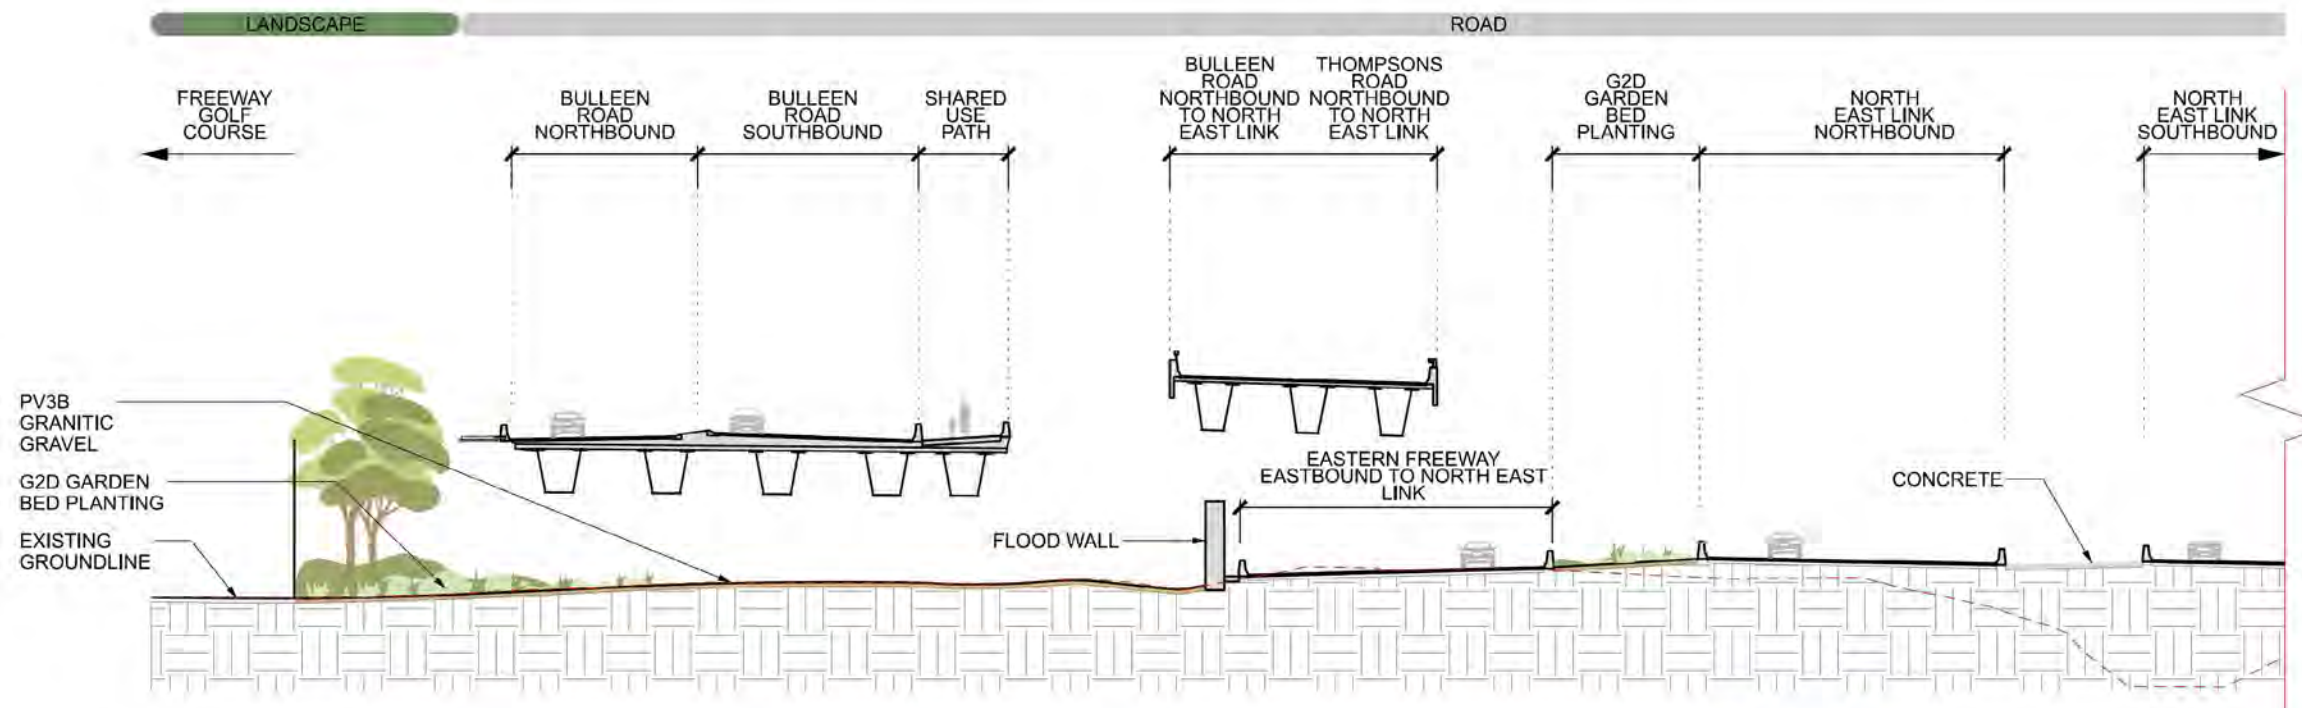 LANDSCAPE
ROAD
FREEWAY
GOLF
COURSE
BULLEEN
ROAD
NORTHBOUND
BULLEEN
ROAD
SOUTHBOUND
SHARED
USE
PATH
BULLEEN
ROAD
NORTHBOUND
TO NORTH
EAST LINK
THOMPSONS
ROAD
NORTHBOUND
TO NORTH
EAST LINK
G2D
GARDEN
BED
PLANTING
NORTH
EAST LINK
NORTHBOUND
NORTH
EAST LINK
SOUTHBOUND
PV3B
GRANITIC
GRAVEL
G2D GARDEN
BED PLANTING
EXISTING
GROUNDLINE
FLOOD WALL
EASTERN FREEWAY
EASTBOUND TO NORTH EAST
LINK
CONCRETE